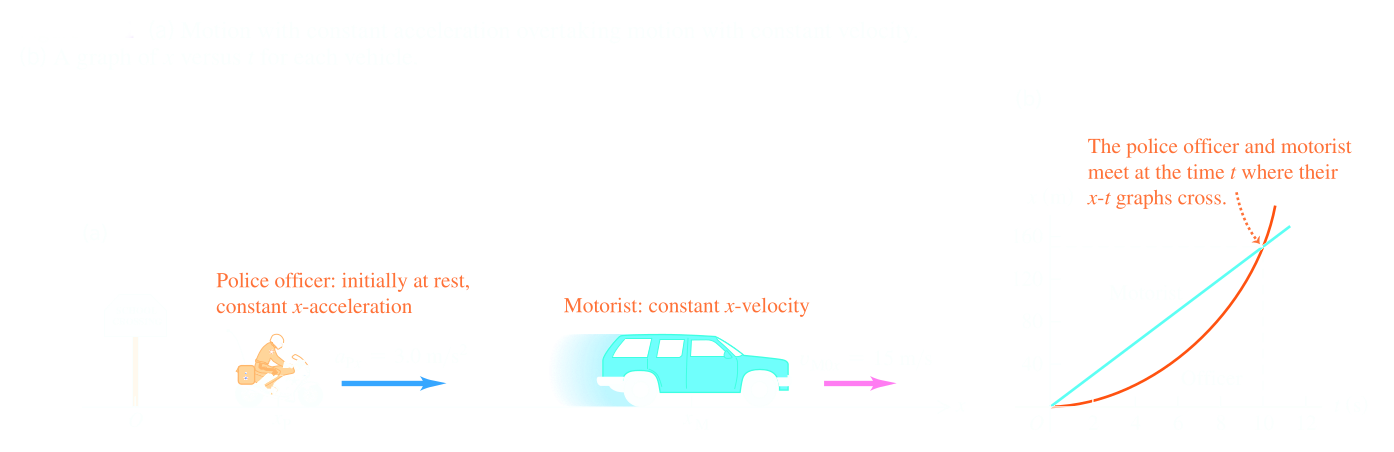 The police officer and motorist
meet at the time t where their
x-t graphs cross.
Police officer: initially at rest,
constant x-acceleration
Motorist: constant x-velocity